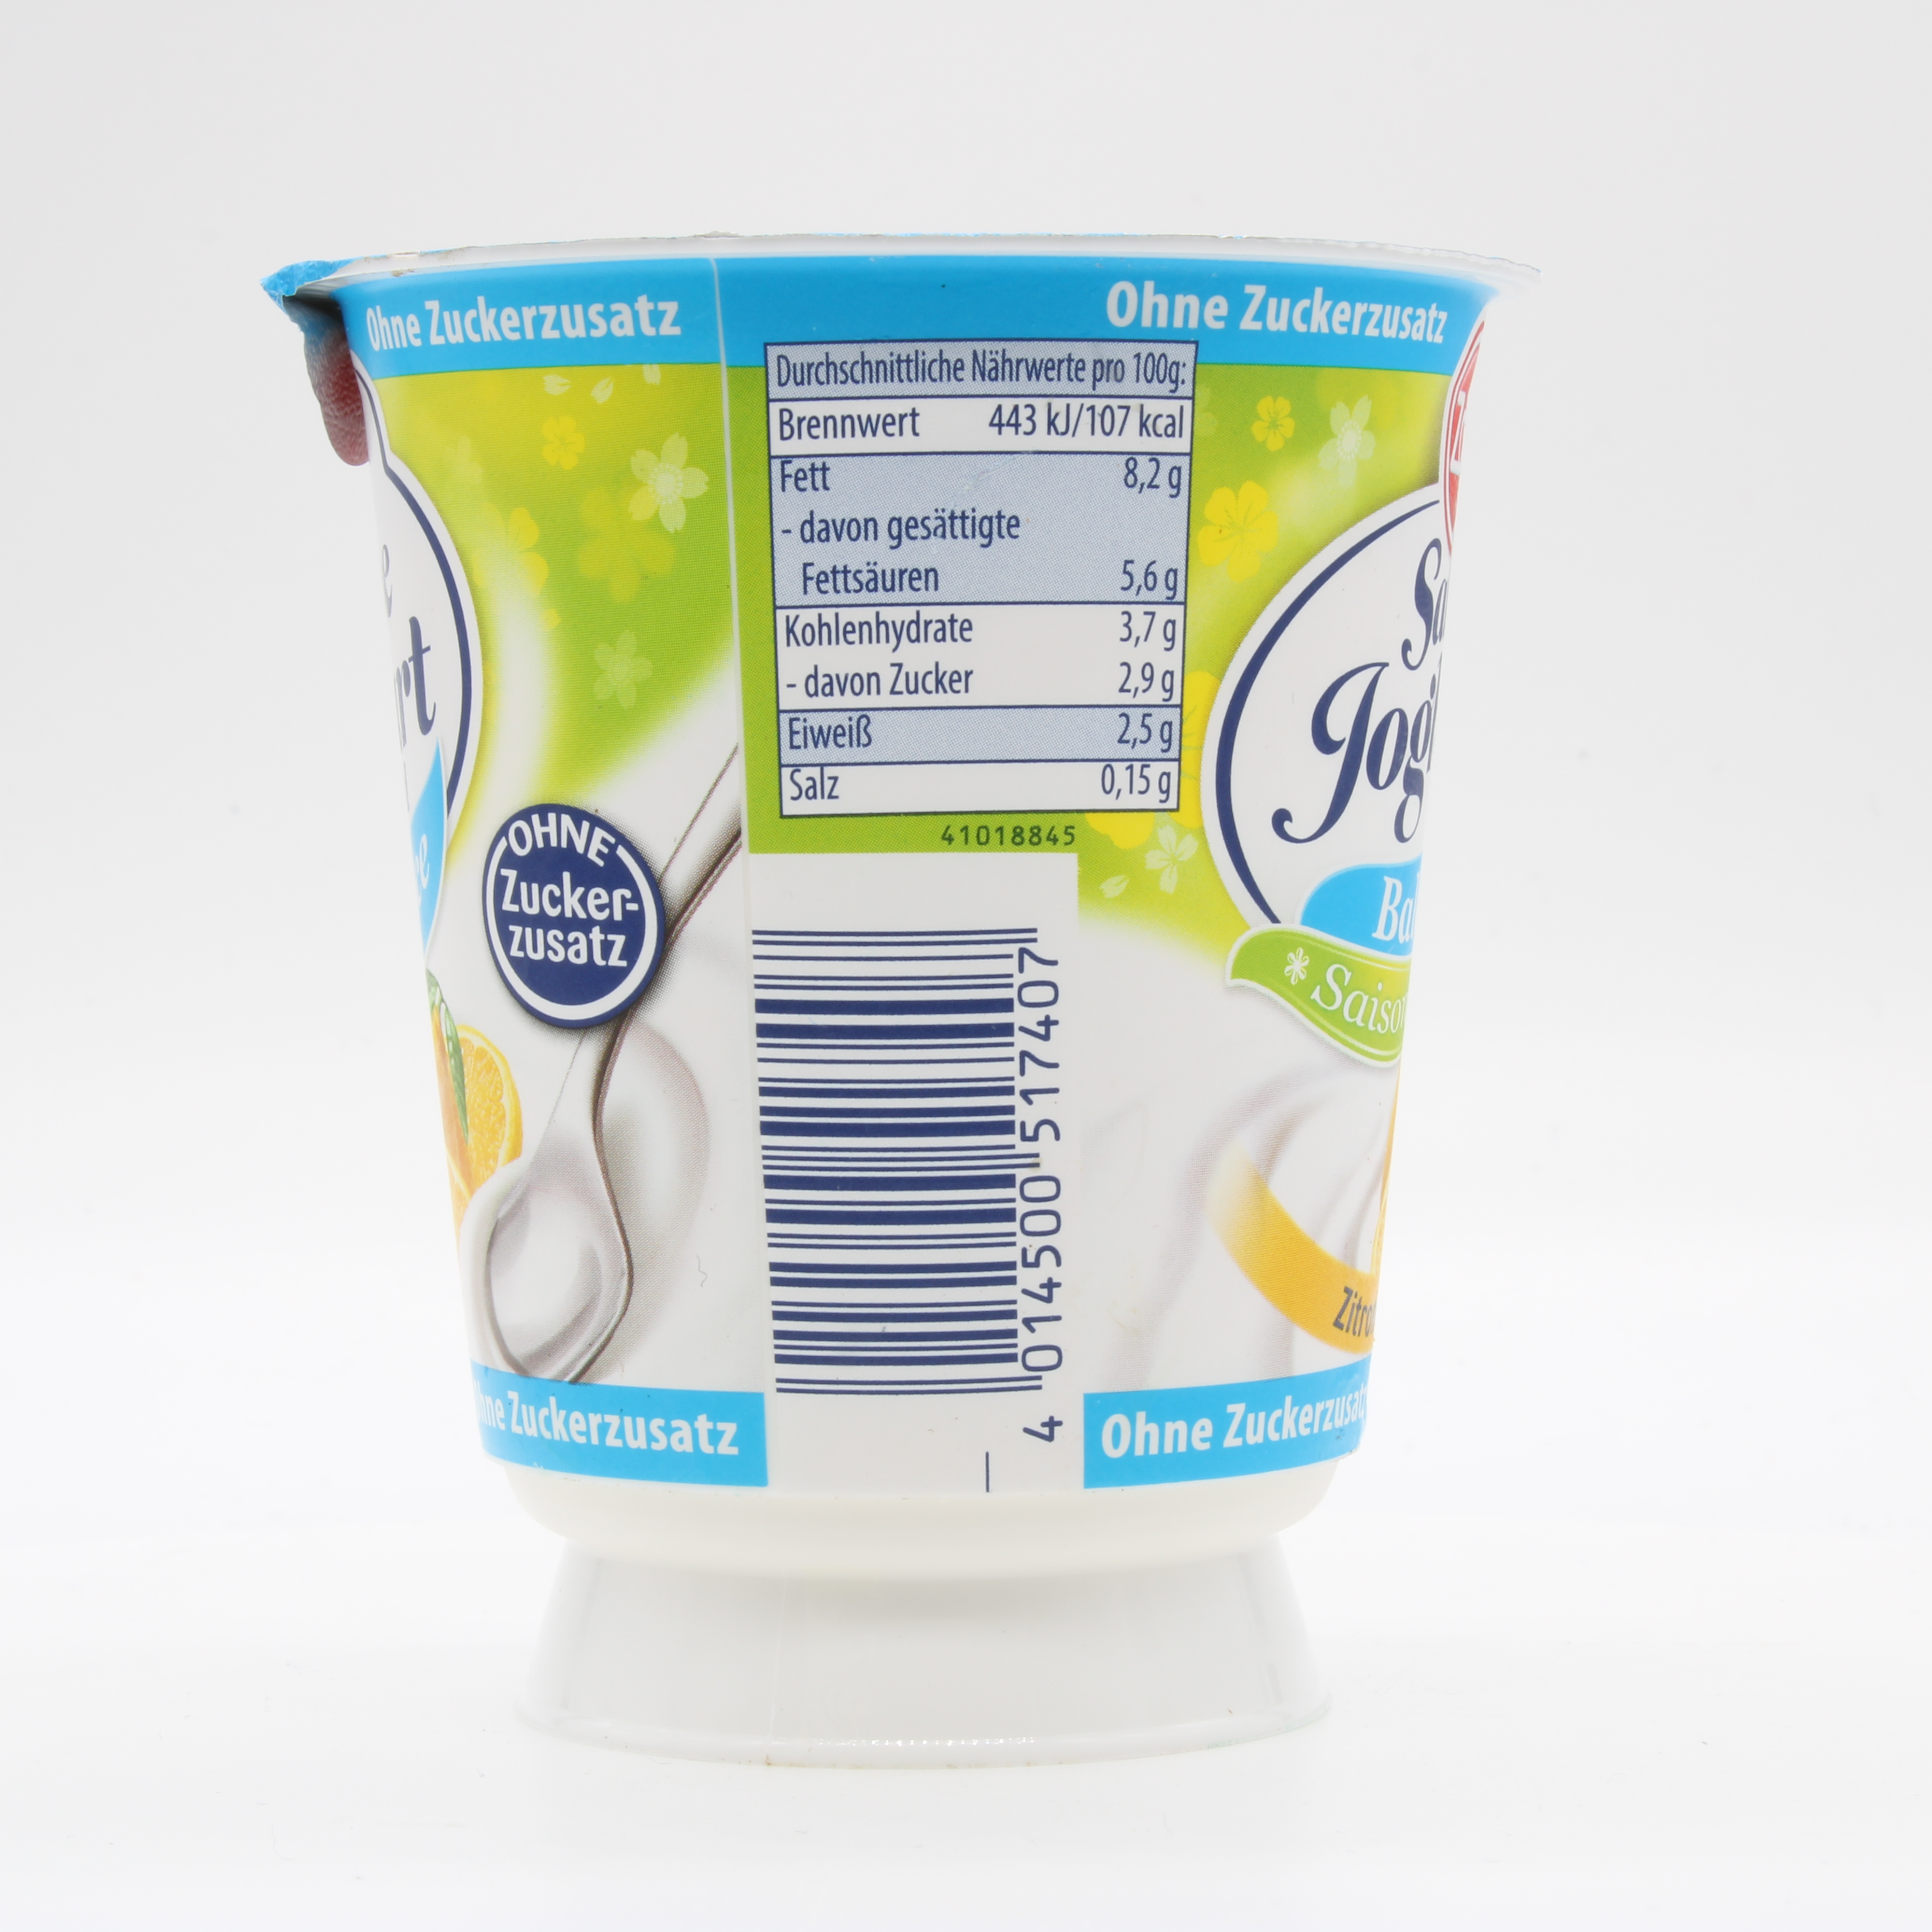 Ohne Zuckerzusatz
Ohne Zuckerzusatz
Durchschnittliche Nährwerte pro 100g:
Brennwert 443 kJ/107 kcal
Fett 8,2 g
- davon gesättigte
Fettsäuren 5,6 g
Kohlenhydrate 3,7 g
- davon Zucker 2,9 g
Eiweiß 2,5 g
Salz 0,15 g
41018845
OHNE
Zucker-
zusatz
4 014500 517407
Zuckerzusatz
Ohne Zuckerzusatz